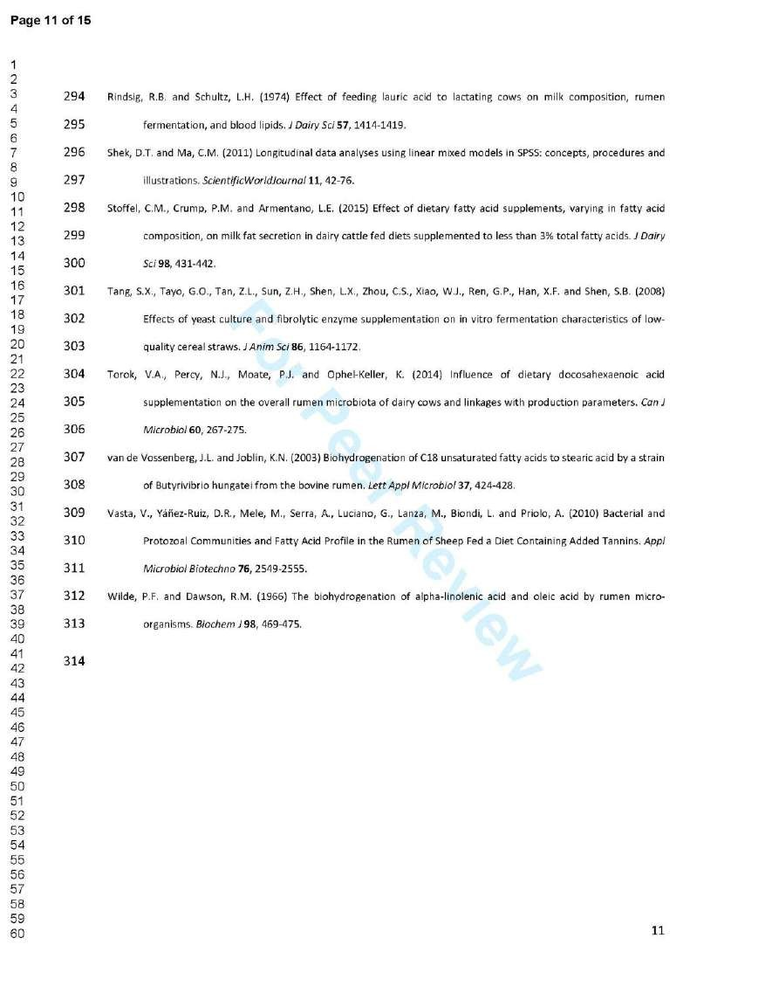 Page 11 of 15
1
2
3
4
5
6
7
8
9
10
11
12
13
14
15
16
17
18
19
20
21
22
23
24
25
26
27
28
29
30
31
32
33
34
35
36
37
38
39
40
41
42
43
44
45
46
47
48
49
50
51
52
53
54
55
56
57
58
59
60
294 Rindsig, R.B. and Schultz, L.H. (1974) Effect of feeding lauric acid to lactating cows on milk composition, rumen
295 fermentation, and blood lipids. J Dairy Sci 57, 1414-1419.
296 Shek, D.T. and Ma, C.M. (2011) Longitudinal data analyses using linear mixed models in SPSS: concepts, procedures and
297 illustrations. ScientificWorldJournal 11, 42-76.
298 Stoffel, C.M., Crump, P.M. and Armentano, L.E. (2015) Effect of dietary fatty acid supplements, varying in fatty acid
299 composition, on milk fat secretion in dairy cattle fed diets supplemented to less than 3% total fatty acids. J Dairy
300 Sci 98, 431-442.
301 Tang, S.X., Tayo, G.O., Tan, Z.L., Sun, Z.H., Shen, L.X., Zhou, C.S., Xiao, W.J., Ren, G.P., Han, X.F. and Shen, S.B. (2008)
302 Effects of yeast culture and fibrolytic enzyme supplementation on in vitro fermentation characteristics of low-
303 quality cereal straws. J Anim Sci 86, 1164-1172.
304 Torok, V.A., Percy, N.J., Moate, P.J. and Ophel-Keller, K. (2014) Influence of dietary docosahexaenoic acid
305 supplementation on the overall rumen microbiota of dairy cows and linkages with production parameters. Can J
306 Microbiol 60, 267-275.
307 van de Vossenberg, J.L. and Joblin, K.N. (2003) Biohydrogenation of C18 unsaturated fatty acids to stearic acid by a strain
308 of Butyrivibrio hungatei from the bovine rumen. Lett Appl Microbiol 37, 424-428.
309 Vasta, V., Yáñez-Ruiz, D.R., Mele, M., Serra, A., Luciano, G., Lanza, M., Biondi, L. and Priolo, A. (2010) Bacterial and
310 Protozoal Communities and Fatty Acid Profile in the Rumen of Sheep Fed a Diet Containing Added Tannins. Appl
311 Microbiol Biotechno 76, 2549-2555.
312 Wilde, P.F. and Dawson, R.M. (1966) The biohydrogenation of alpha-linolenic acid and oleic acid by rumen micro-
313 organisms. Biochem J 98, 469-475.
314
For Peer Review
11